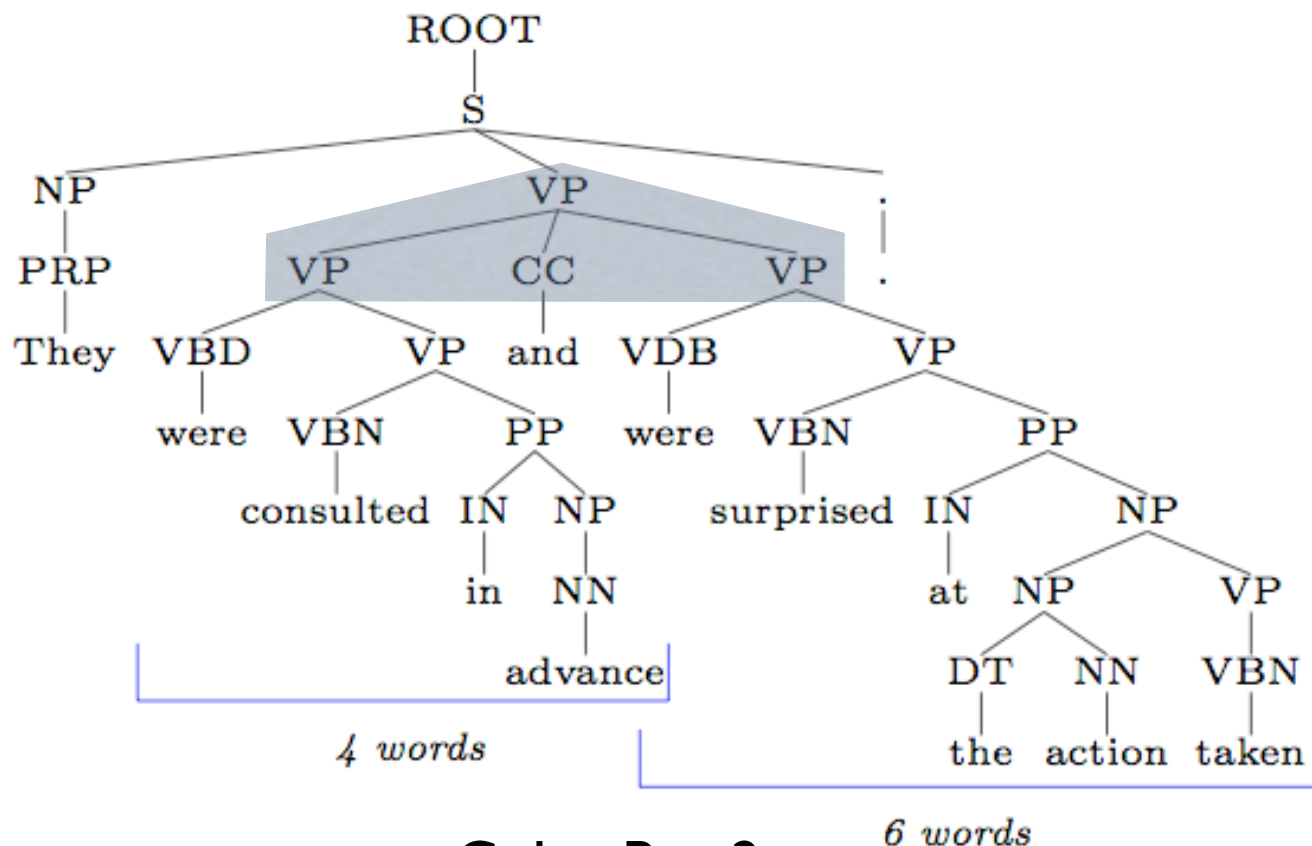 ROOT
S
NP VP .
PRP VP CC VP .
They VBD VP and VDB VP
were VBN PP were VBN PP
consulted IN NP surprised IN NP
in NN at NP VP
advance DT NN VBN
4 words the action taken
6 words